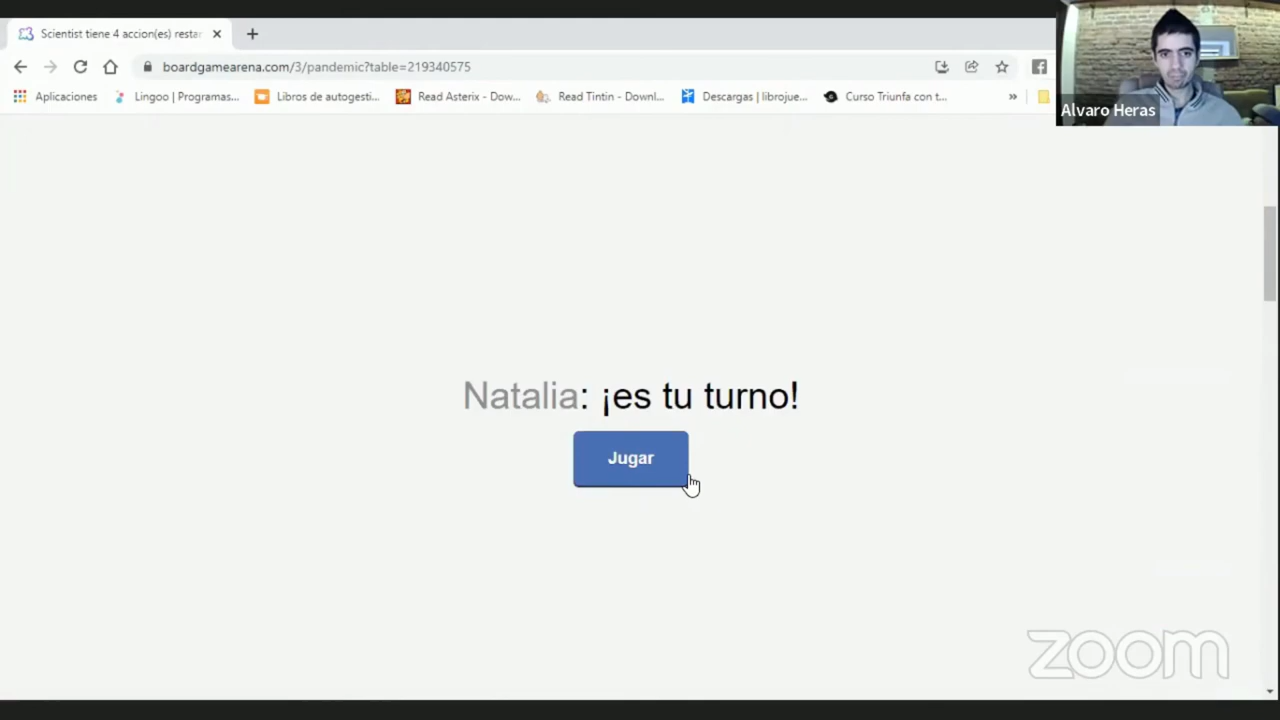 Scientist tiene 4 accion(es) resta
boardgamearena.com/3/pandemic?table=219340575
Aplicaciones
Lingoo | Programas...
Libros de autogesti...
Read Asterix - Dow...
Read Tintin - Downl...
Descargas | librojue...
Curso Triunfa con t...
»
Alvaro Heras
Natalia: ¡es tu turno!
Jugar
zoom